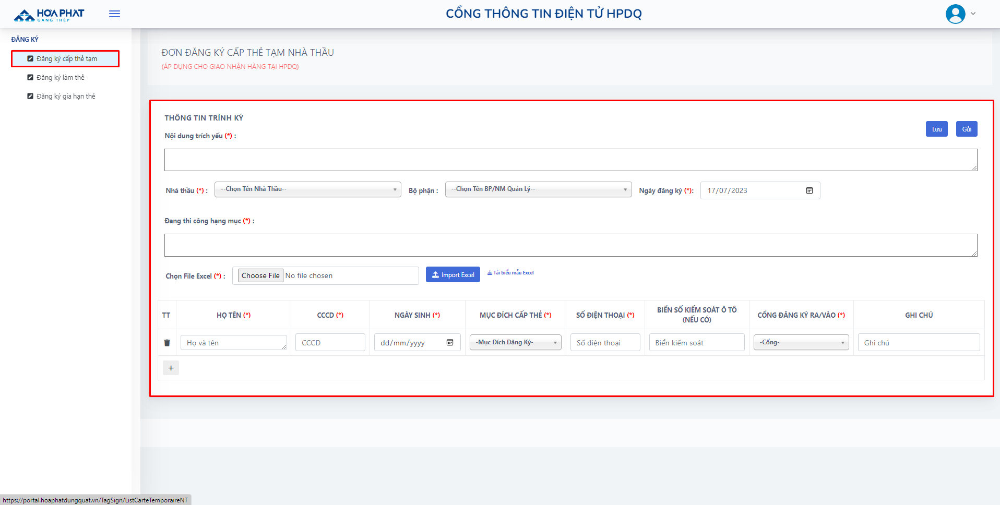 HOA PHAT
GANG THÉP
CỔNG THÔNG TIN ĐIỆN TỬ HPDQ
ĐĂNG KÝ
Đăng ký cấp thẻ tạm
Đăng ký làm thẻ
Đăng ký gia hạn thẻ
ĐƠN ĐĂNG KÝ CẤP THẺ TẠM NHÀ THẦU
(ÁP DỤNG CHO GIAO NHẬN HÀNG TẠI HPDQ)
THÔNG TIN TRÌNH KÝ
Lưu Gửi
Nội dung trích yếu (*) :
Nhà thầu (*) : --Chọn Tên Nhà Thầu-- Bộ phận : --Chọn Tên BP/NM Quản Lý-- Ngày đăng ký (*): 17/07/2023
Đang thi công hạng mục (*) :
Chọn File Excel (*) : Choose File No file chosen Import Excel Tải biểu mẫu Excel
TT HỌ TÊN (*) CCCD (*) NGÀY SINH (*) MỤC ĐÍCH CẤP THẺ (*) SỐ ĐIỆN THOẠI (*) BIỂN SỐ KIỂM SOÁT Ô TÔ (NẾU CÓ) CỔNG ĐĂNG KÝ RA/VÀO (*) GHI CHÚ
Họ và tên CCCD dd/mm/yyyy -Mục Đích Đăng Ký- Số điện thoại Biển kiểm soát -Cổng- Ghi chú
+
https://portal.hoaphatdungquat.vn/TagSign/ListCarteTemporaireNT